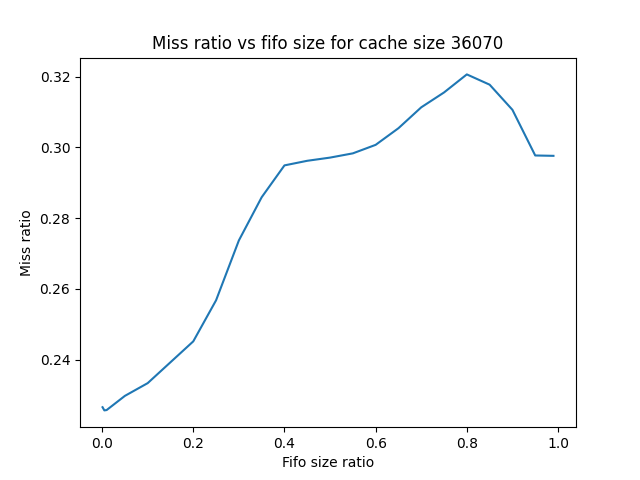 Miss ratio vs fifo size for cache size 36070
0.32
0.30
0.28
0.26
0.24
Miss ratio
0.0 0.2 0.4 0.6 0.8 1.0
Fifo size ratio